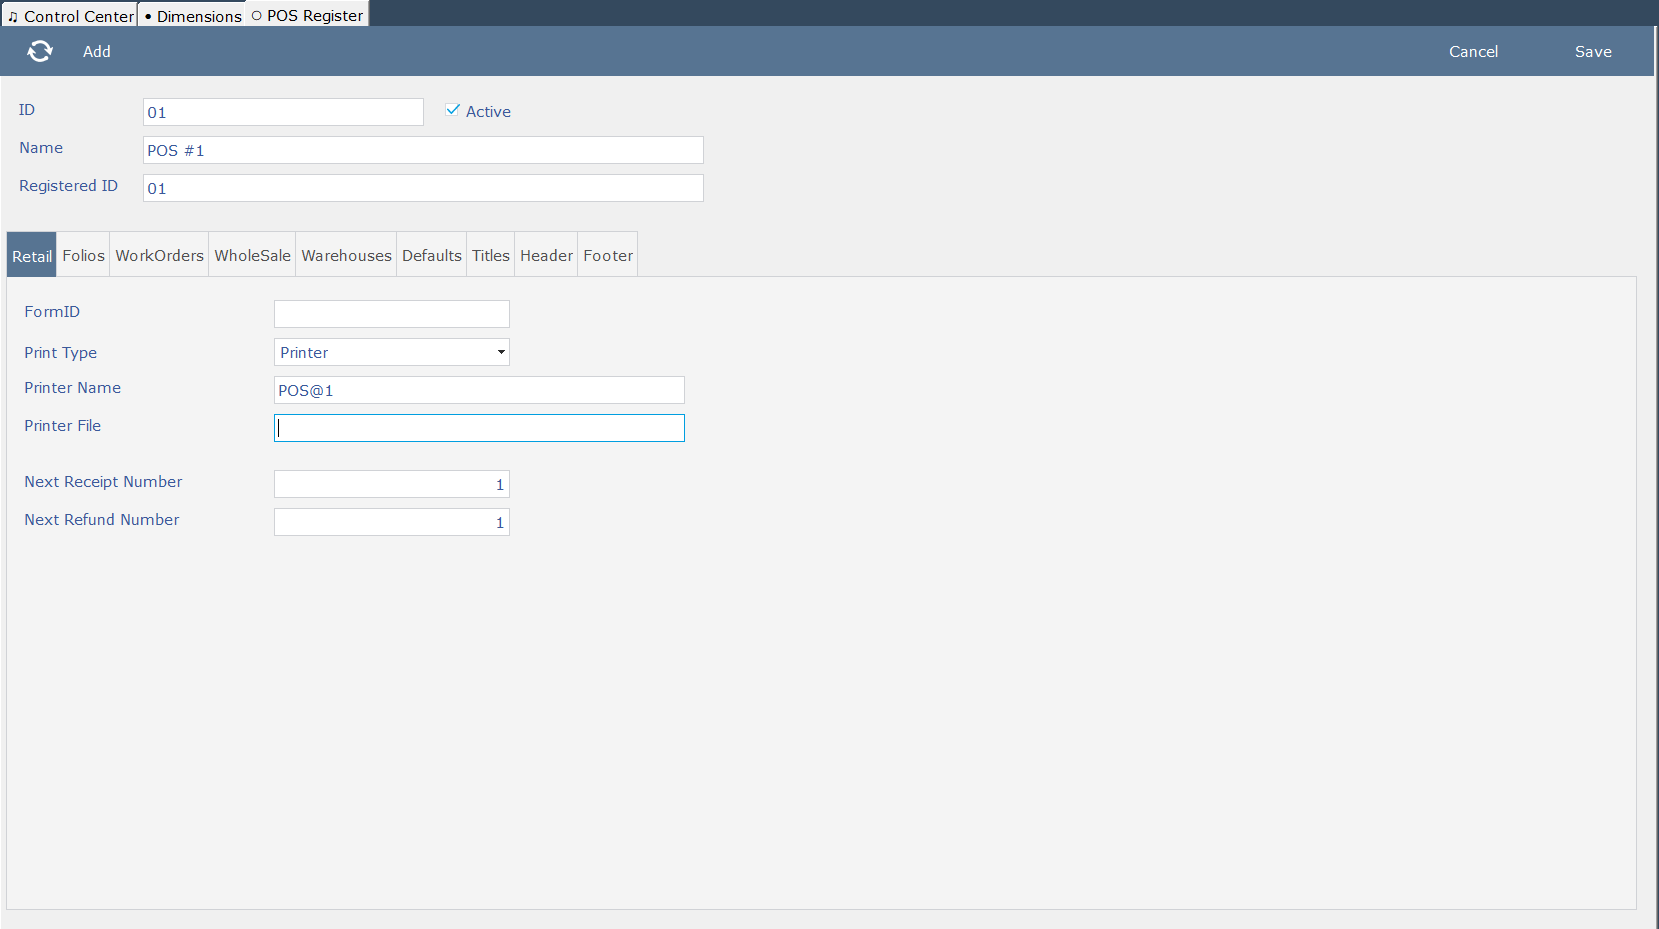 ♫ Control Center • Dimensions ○ POS Register
Add Cancel Save
ID 01 Active
Name POS #1
Registered ID 01
Retail Folios WorkOrders WholeSale Warehouses Defaults Titles Header Footer
FormID
Print Type Printer
Printer Name POS@1
Printer File
Next Receipt Number 1
Next Refund Number 1